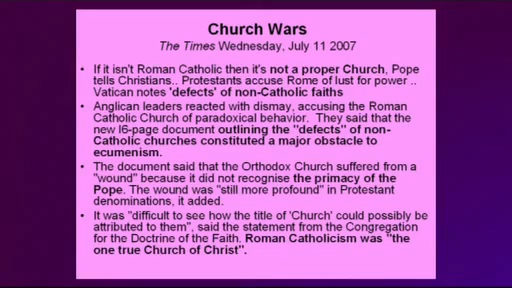 Church Wars
The Times Wednesday, July 11 2007
• If it isn't Roman Catholic then it's not a proper Church, Pope
tells Christians.. Protestants accuse Rome of lust for power ..
Vatican notes 'defects' of non-Catholic faiths
• Anglican leaders reacted with dismay, accusing the Roman
Catholic Church of paradoxical behavior.  They said that the
new l6-page document outlining the "defects" of non-
Catholic churches constituted a major obstacle to
ecumenism.
• The document said that the Orthodox Church suffered from a
"wound" because it did not recognise the primacy of the
Pope. The wound was "still more profound" in Protestant
denominations, it added.
• It was "difficult to see how the title of 'Church' could possibly be
attributed to them", said the statement from the Congregation
for the Doctrine of the Faith. Roman Catholicism was "the
one true Church of Christ".